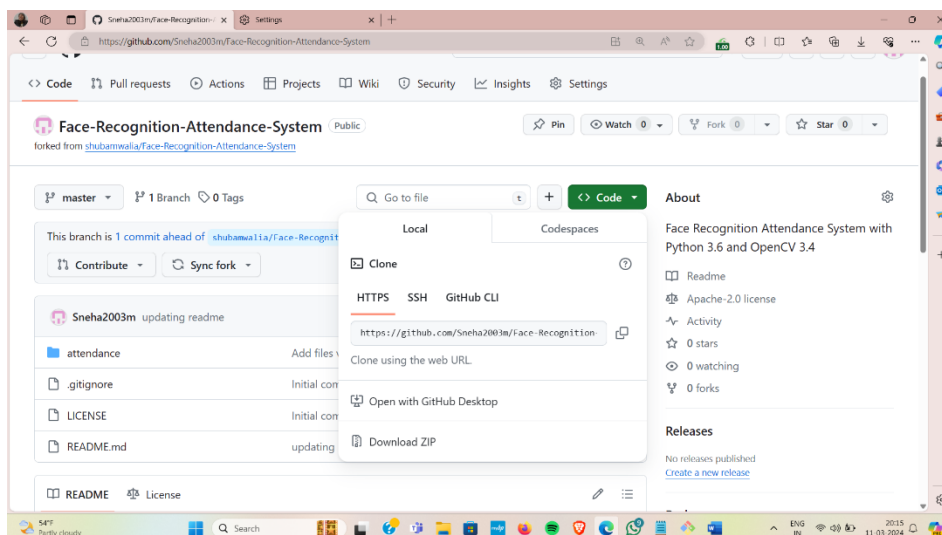 Sneha2003m/Face-Recognition-A
Settings
https://github.com/Sneha2003m/Face-Recognition-Attendance-System
1.00
Code
Pull requests
Actions
Projects
Wiki
Security
Insights
Settings
Face-Recognition-Attendance-System
Public
Pin
Watch 0
Fork 0
Star 0
forked from shubamwalia/Face-Recognition-Attendance-System
master
1 Branch
0 Tags
Go to file
t
Code
This branch is 1 commit ahead of shubamwalia/Face-Recognit
Contribute
Sync fork
Sneha2003m updating readme
attendance
Add files
.gitignore
Initial com
LICENSE
Initial com
README.md
updating
README
License
Local
Codespaces
Clone
HTTPS
SSH
GitHub CLI
https://github.com/Sneha2003m/Face-Recognition-
Clone using the web URL.
Open with GitHub Desktop
Download ZIP
About
Face Recognition Attendance System with
Python 3.6 and OpenCV 3.4
Readme
Apache-2.0 license
Activity
0 stars
0 watching
0 forks
Releases
No releases published
Create a new release
54°F
Partly cloudy
Search
ENG
IN
20:15
11-03-2024